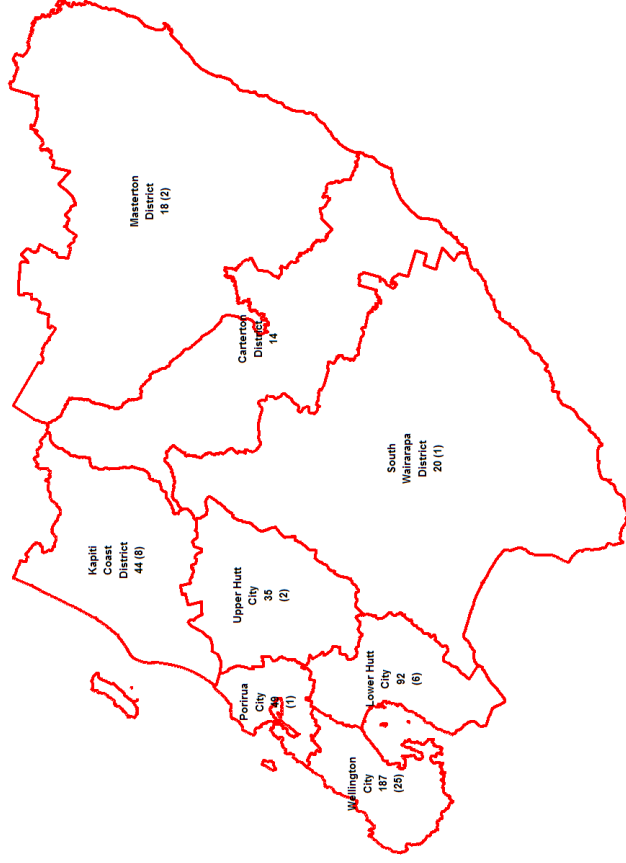 Masterton
District
18 (2)
Carterton
District
14
South
Wairarapa
District
20 (1)
Kapiti
Coast
District
44 (8)
Upper Hutt
City
35
(2)
Porirua
City
(1)
Lower Hutt
City
92
(6)
Wellington
City
187
(25)